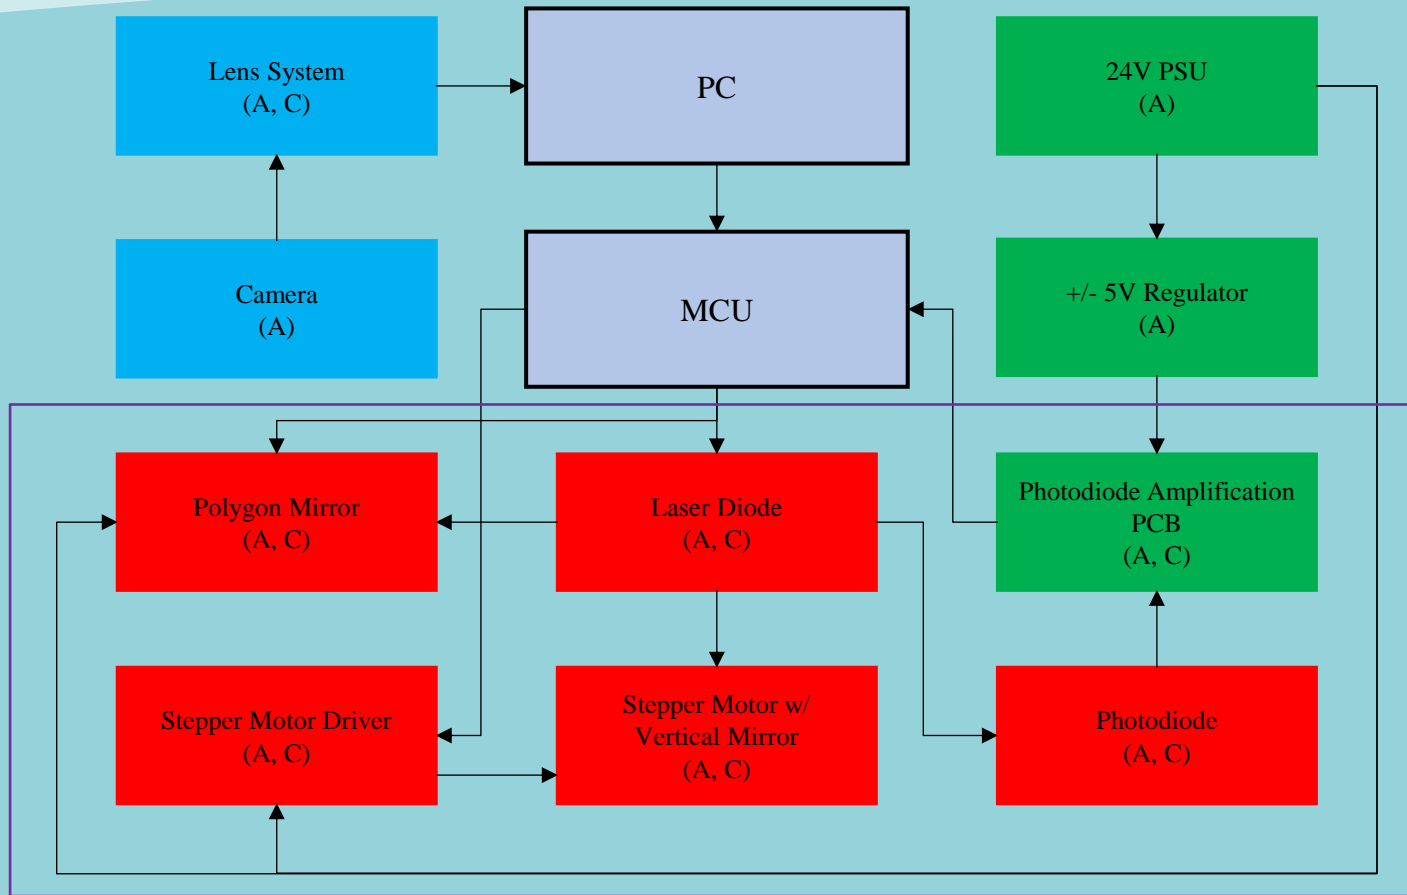 Lens System
(A, C)
PC
24V PSU
(A)
Camera
(A)
MCU
+/- 5V Regulator
(A)
Polygon Mirror
(A, C)
Laser Diode
(A, C)
Photodiode Amplification
PCB
(A, C)
Stepper Motor Driver
(A, C)
Stepper Motor w/
Vertical Mirror
(A, C)
Photodiode
(A, C)